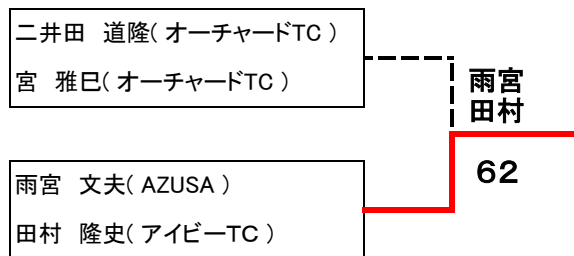 二井田 道隆( オーチャードTC )
宮 雅巳( オーチャードTC )
雨宮
田村
62
雨宮 文夫( AZUSA )
田村 隆史( アイビーTC )